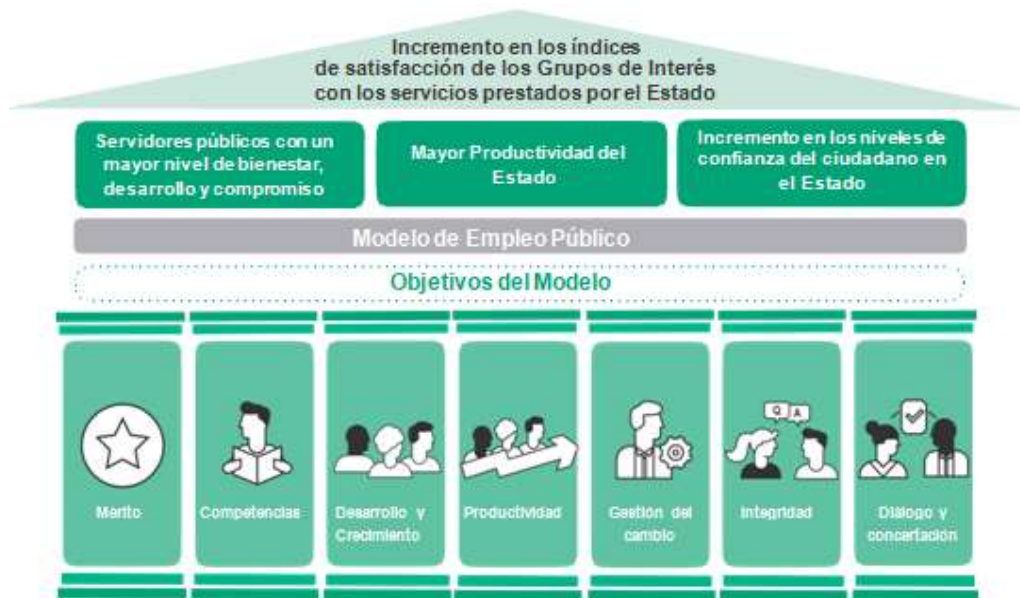 Incremento en los índices
de satisfacción de los Grupos de Interés
con los servicios prestados por el Estado
Servidores públicos con un
mayor nivel de bienestar,
desarrollo y compromiso
Mayor Productividad del
Estado
Incremento en los niveles de
confianza del ciudadano en
el Estado
Modelo de Empleo Público
Objetivos del Modelo
Mérito
Competencias
Desarrollo y
Crecimiento
Productividad
Gestión del
cambio
Q A
Integridad
Diálogo y
concertación